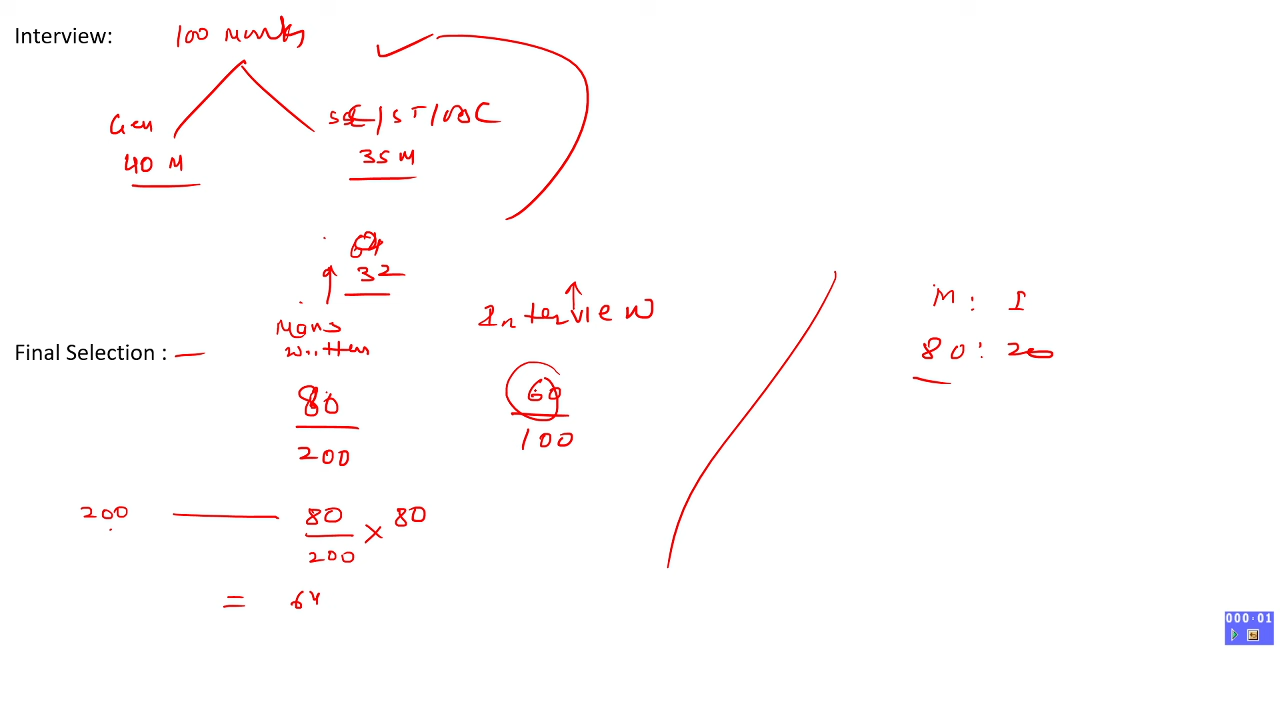 Interview: 100 Marks
Gen SC/ST/OBC
40 M 35 M
64
32
Mains
written
Interview
M : I
Final Selection :
80 : 20
80
200
60
100
200 80/200 × 80
= 64
000:01